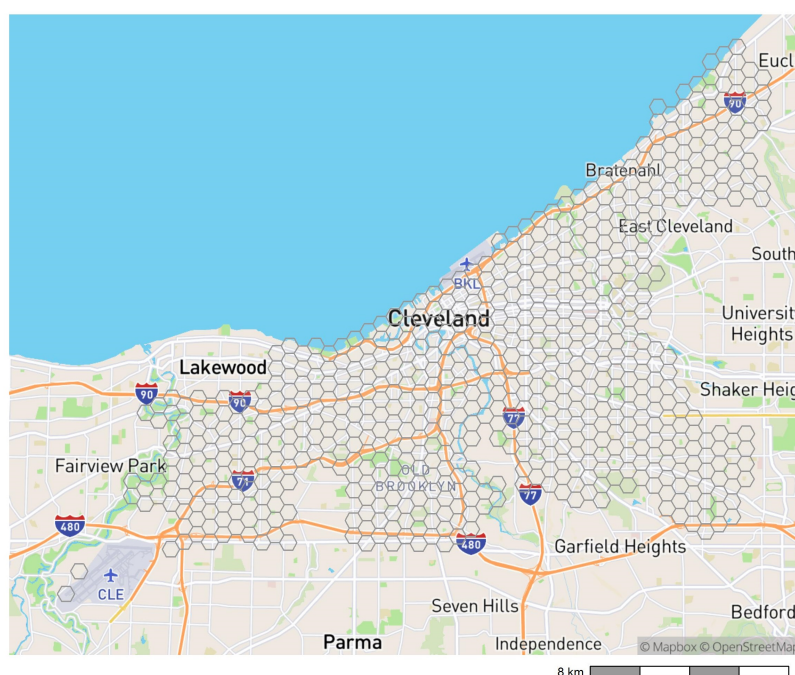 Eucl
90
Bratenahl
East Cleveland
South
BKL
Cleveland
University
Heights
Lakewood
90
90
Shaker Heig
77
Fairview Park
OLD
BROOKLYN
71
77
480
480
Garfield Heights
CLE
Seven Hills
Bedford
Parma
Independence
© Mapbox © OpenStreetMap
8 km